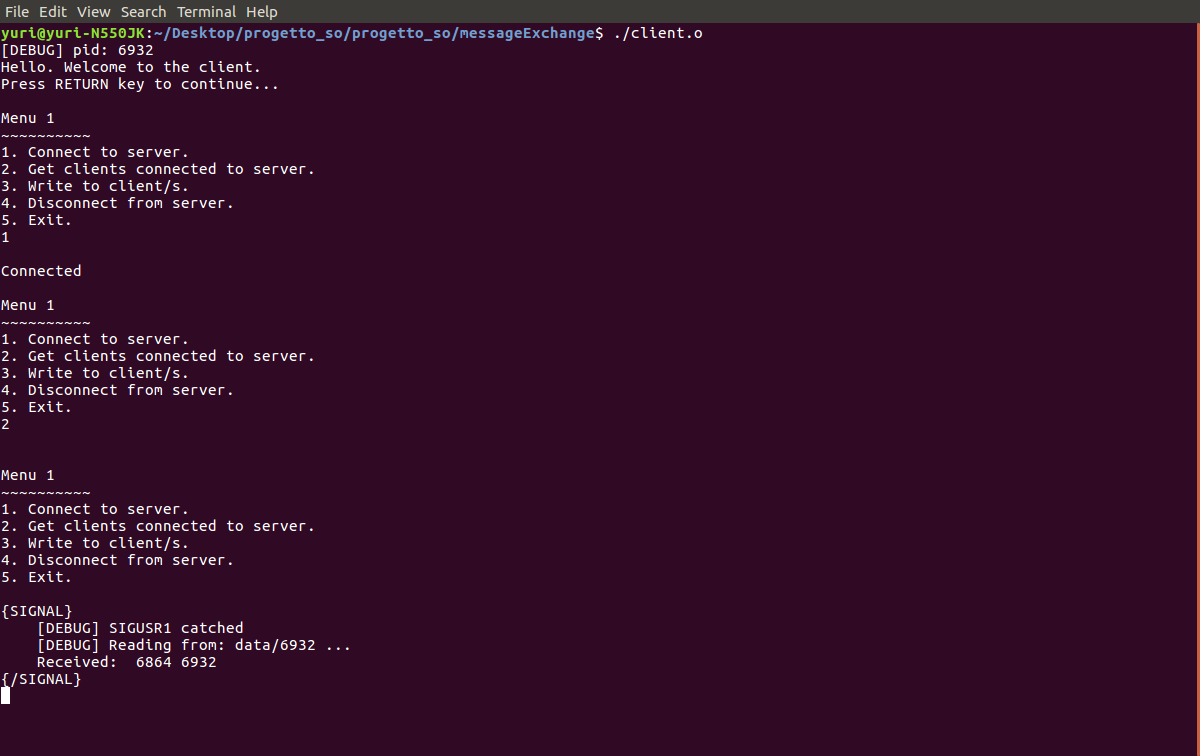 File Edit View Search Terminal Help
yuri@yuri-N550JK:~/Desktop/progetto_so/progetto_so/messageExchange$ ./client.o
[DEBUG] pid: 6932
Hello. Welcome to the client.
Press RETURN key to continue...
Menu 1
~~~~~~~~~~
1. Connect to server.
2. Get clients connected to server.
3. Write to client/s.
4. Disconnect from server.
5. Exit.
1
Connected
Menu 1
~~~~~~~~~~
1. Connect to server.
2. Get clients connected to server.
3. Write to client/s.
4. Disconnect from server.
5. Exit.
2
Menu 1
~~~~~~~~~~
1. Connect to server.
2. Get clients connected to server.
3. Write to client/s.
4. Disconnect from server.
5. Exit.
{SIGNAL}
    [DEBUG] SIGUSR1 catched
    [DEBUG] Reading from: data/6932 ...
    Received:  6864 6932
{/SIGNAL}